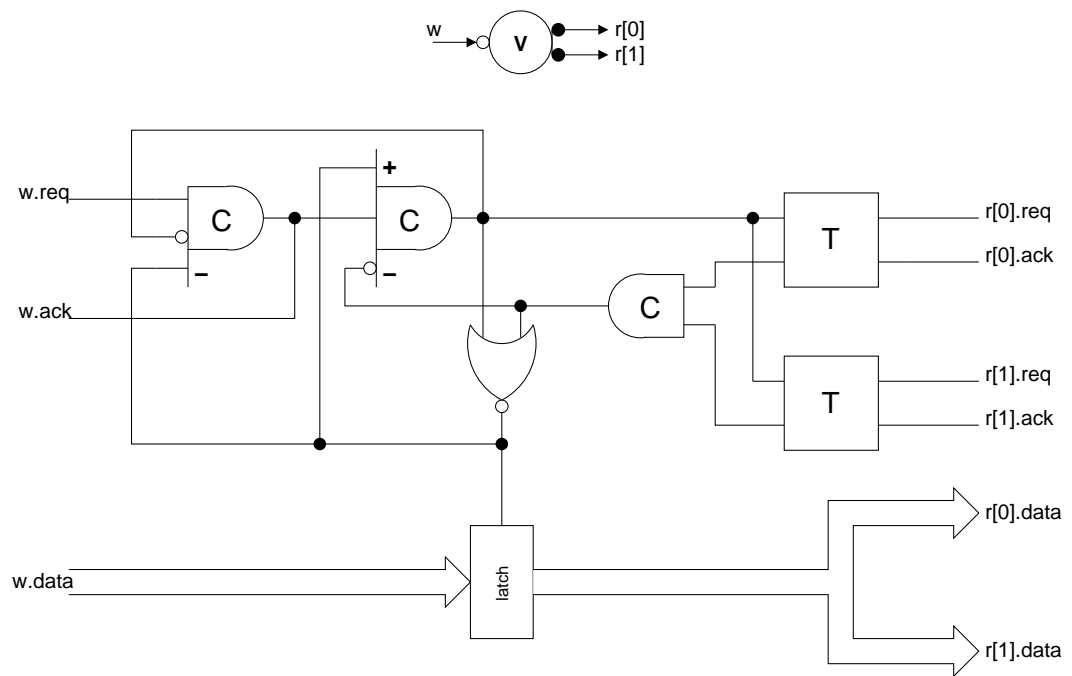 w
v
r[0]
r[1]
w.req
C
+
C
–
–
w.ack
C
T
r[0].req
r[0].ack
T
r[1].req
r[1].ack
w.data
latch
r[0].data
r[1].data